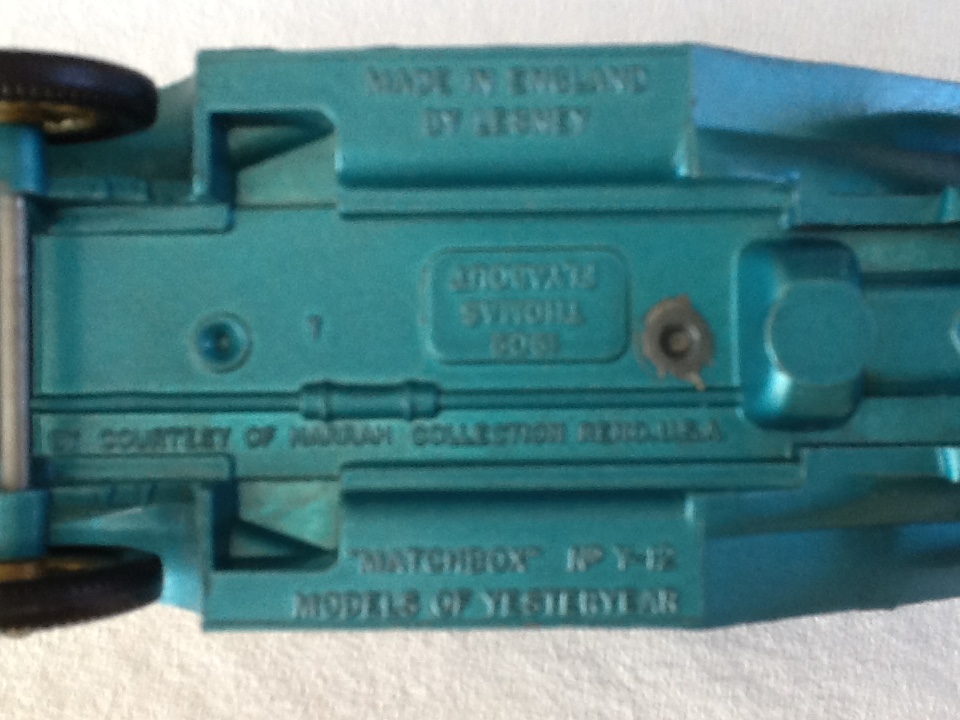 MADE IN ENGLAND
BY LESNEY
1909
THOMAS
FLYABOUT
BY COURTESY OF HARRAH COLLECTION RENO. U.S.A
"MATCHBOX" Nº Y-12
MODELS OF YESTERYEAR